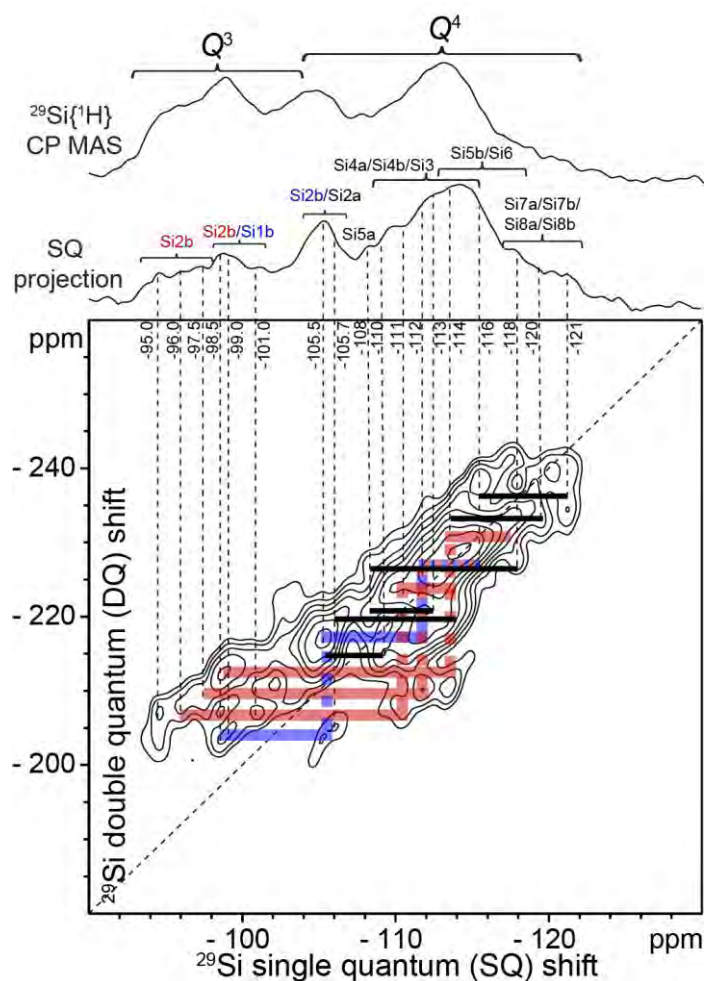 Q³ Q⁴
²⁹Si{¹H}
CP MAS
Si5b/Si6
Si4a/Si4b/Si3
Si7a/Si7b/
Si8a/Si8b
Si2b/Si2a
Si2b Si2b/Si1b
Si5a
SQ
projection
ppm
-95.0
-96.0
-97.5
-98.5
-99.0
-101.0
-105.5
-105.7
-108
-110
-111
-112
-113
-114
-116
-118
-120
-121
- 240
- 220
- 200
²⁹Si double quantum (DQ) shift
- 100 - 110 - 120 ppm
²⁹Si single quantum (SQ) shift